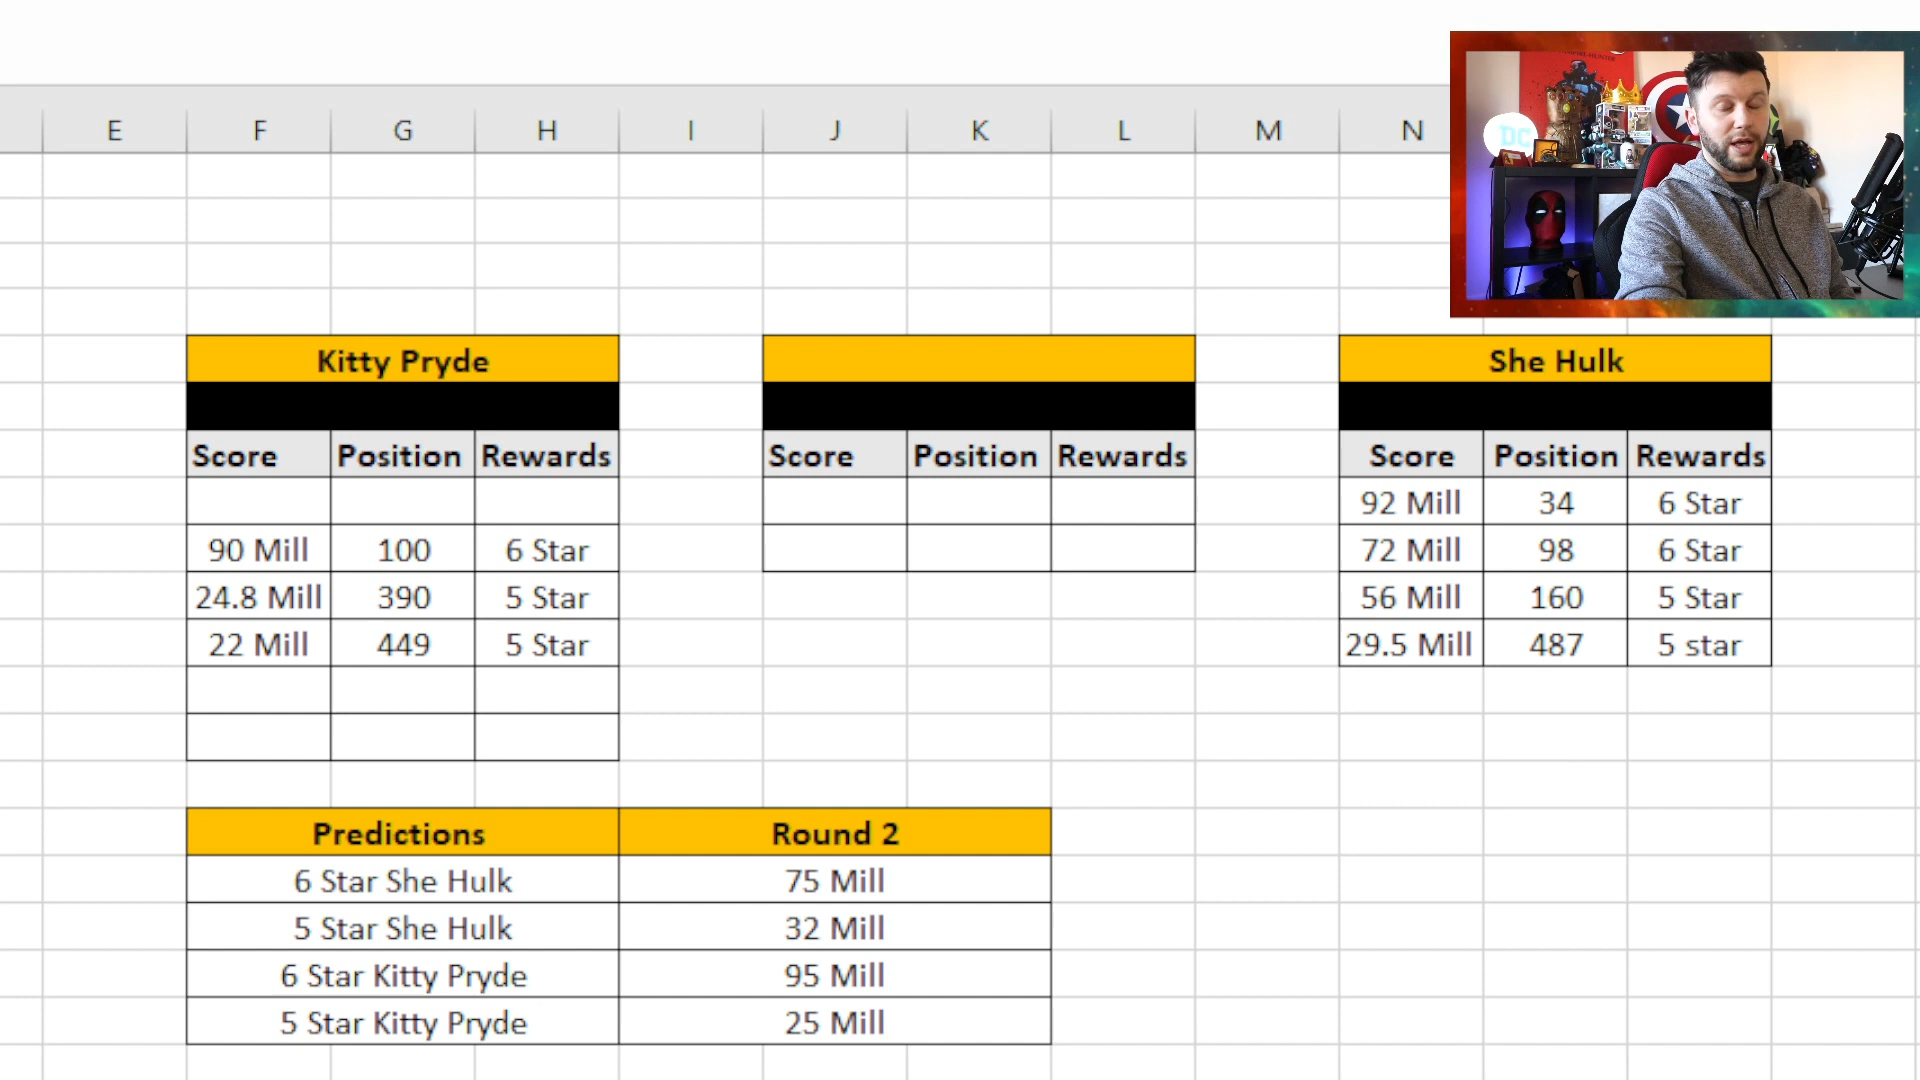 E F G H I J K L M N
DC
Kitty Pryde
She Hulk
Score Position Rewards
Score Position Rewards
Score Position Rewards
92 Mill 34 6 Star
90 Mill 100 6 Star
72 Mill 98 6 Star
24.8 Mill 390 5 Star
56 Mill 160 5 Star
22 Mill 449 5 Star
29.5 Mill 487 5 star
Predictions Round 2
6 Star She Hulk 75 Mill
5 Star She Hulk 32 Mill
6 Star Kitty Pryde 95 Mill
5 Star Kitty Pryde 25 Mill